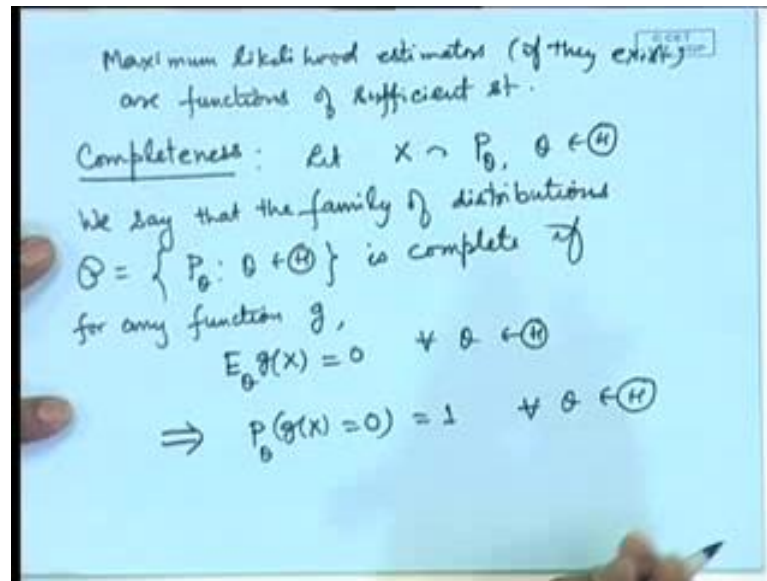 Maximum likelihood estimators (if they exist)
are functions of sufficient st.
Completeness: Let X ~ P_θ, θ ∈ Ⓗ
We say that the family of distributions
𝒫 = { P_θ : θ ∈ Ⓗ } is complete if
for any function g,
E_θ g(X) = 0 ∀ θ ∈ Ⓗ
⇒ P_θ (g(X) = 0) = 1 ∀ θ ∈ Ⓗ